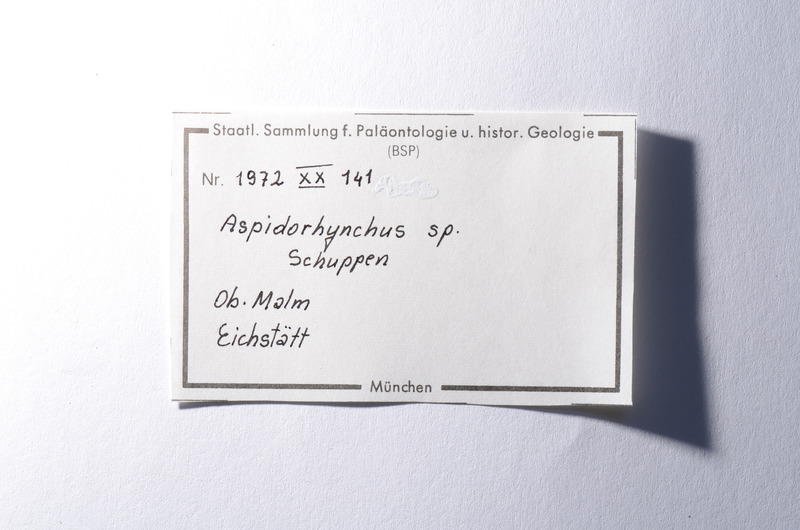 Staatl. Sammlung f. Paläontologie u. histor. Geologie
(BSP)
Nr. 1972 XX 141
Aspidorhynchus sp.
Schuppen
Ob. Malm
Eichstätt
München